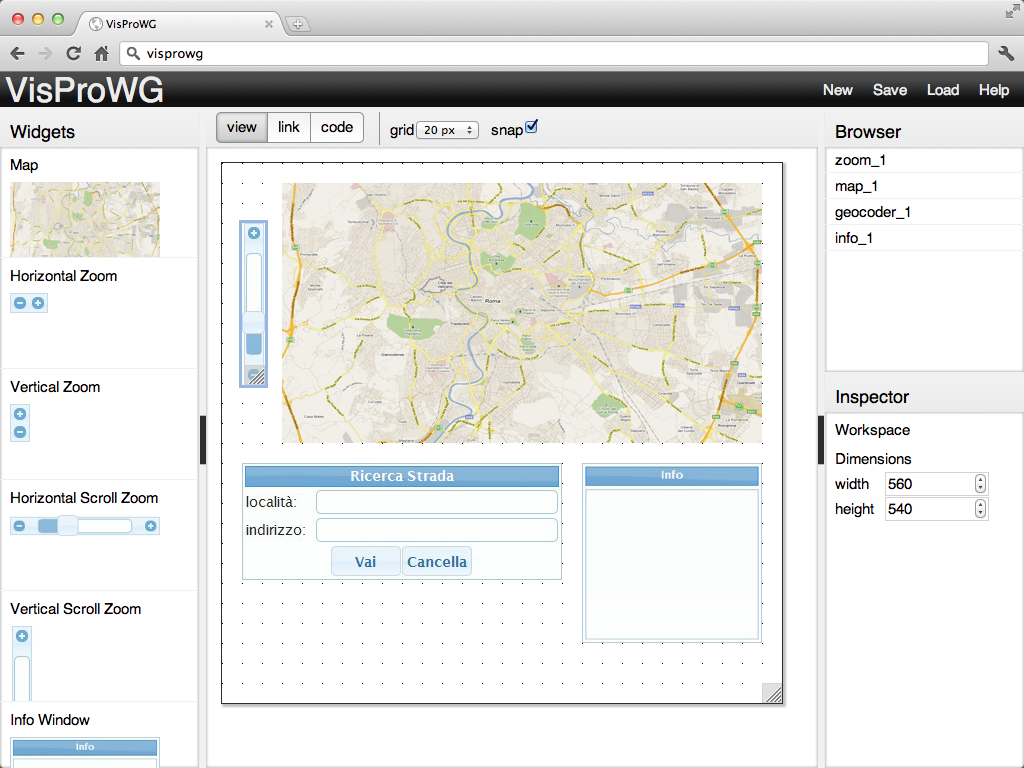 VisProWG
visprowg
VisProWG
New Save Load Help
Widgets
Map
Horizontal Zoom
Vertical Zoom
Horizontal Scroll Zoom
Vertical Scroll Zoom
Info Window
Info
view link code grid 20 px snap
Roma
Ricerca Strada
località:
indirizzo:
Vai Cancella
Info
Browser
zoom_1
map_1
geocoder_1
info_1
Inspector
Workspace
Dimensions
width 560
height 540